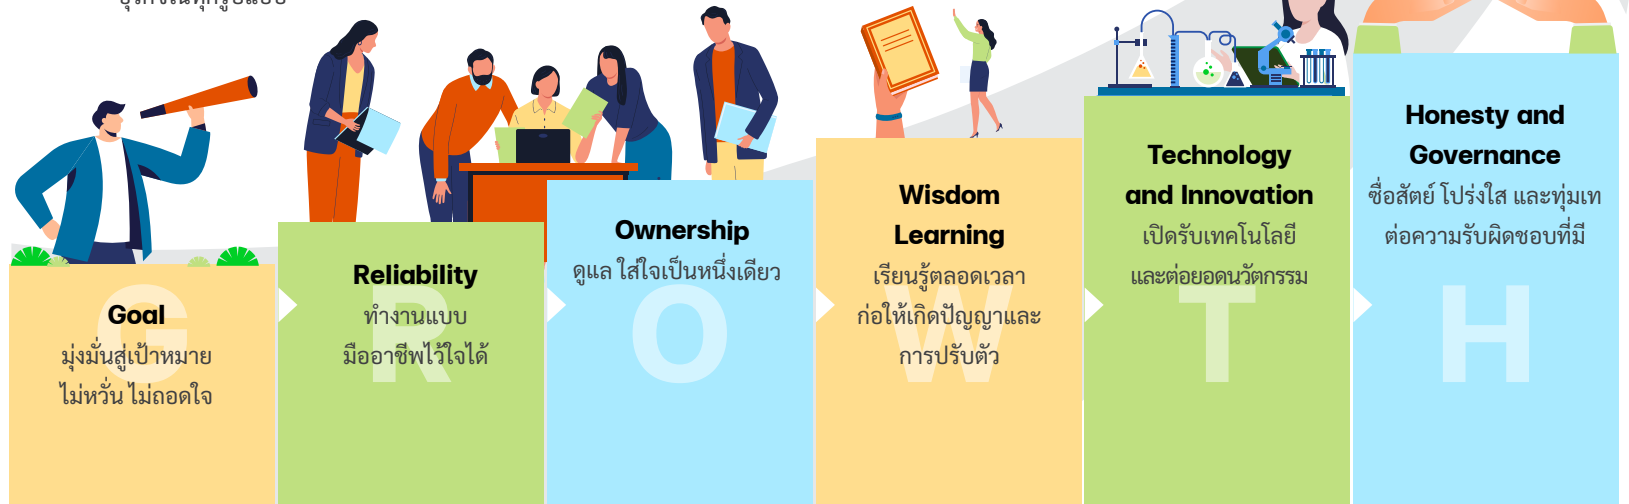 Goal
มุ่งมั่นสู่เป้าหมาย
ไม่หวั่น ไม่ถอดใจ
G
Reliability
ทำงานแบบ
มืออาชีพไว้ใจได้
R
Ownership
ดูแล ใส่ใจเป็นหนึ่งเดียว
O
Wisdom
Learning
เรียนรู้ตลอดเวลา
ก่อให้เกิดปัญญาและ
การปรับตัว
W
Technology
and Innovation
เปิดรับเทคโนโลยี
และต่อยอดนวัตกรรม
T
Honesty and
Governance
ซื่อสัตย์ โปร่งใส และทุ่มเท
ต่อความรับผิดชอบที่มี
H